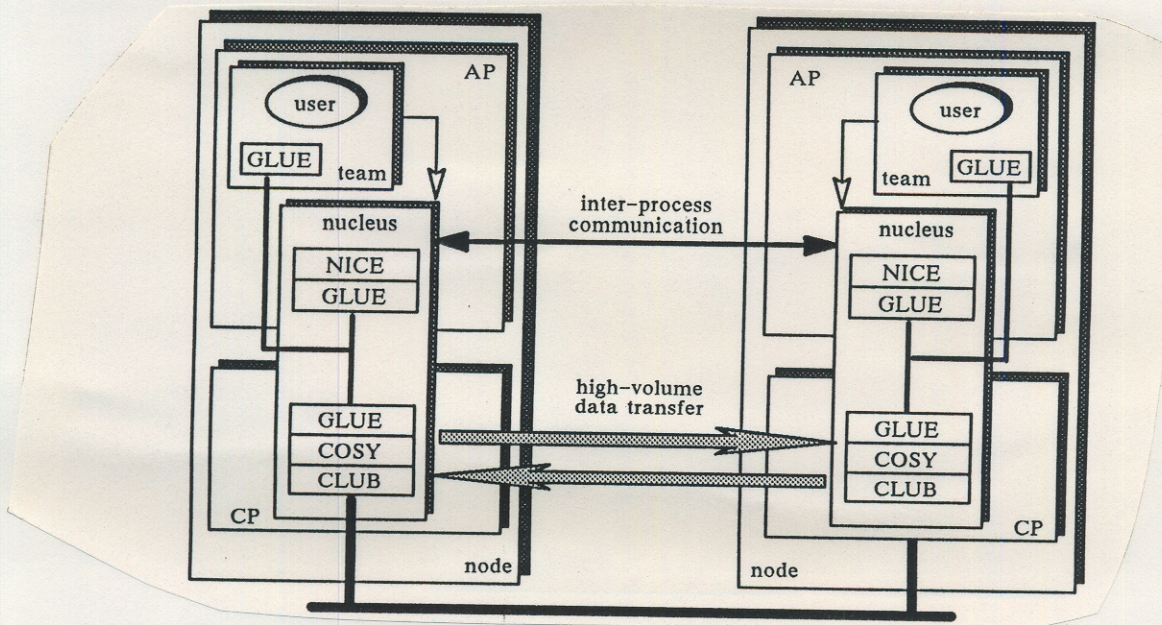 AP
user
GLUE
team
nucleus
NICE
GLUE
GLUE
COSY
CLUB
CP
node
inter-process
communication
high-volume
data transfer
AP
user
GLUE
team
nucleus
NICE
GLUE
GLUE
COSY
CLUB
CP
node